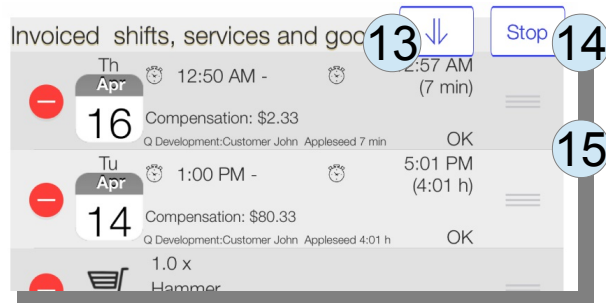 Invoiced shifts, services and goo
13
Stop
14
Th
Apr
16
12:50 AM -
2:57 AM
(7 min)
Compensation: $2.33
Q Development:Customer John Appleseed 7 min
OK
15
Tu
Apr
14
1:00 PM -
5:01 PM
(4:01 h)
Compensation: $80.33
Q Development:Customer John Appleseed 4:01 h
OK
1.0 x
Hammer